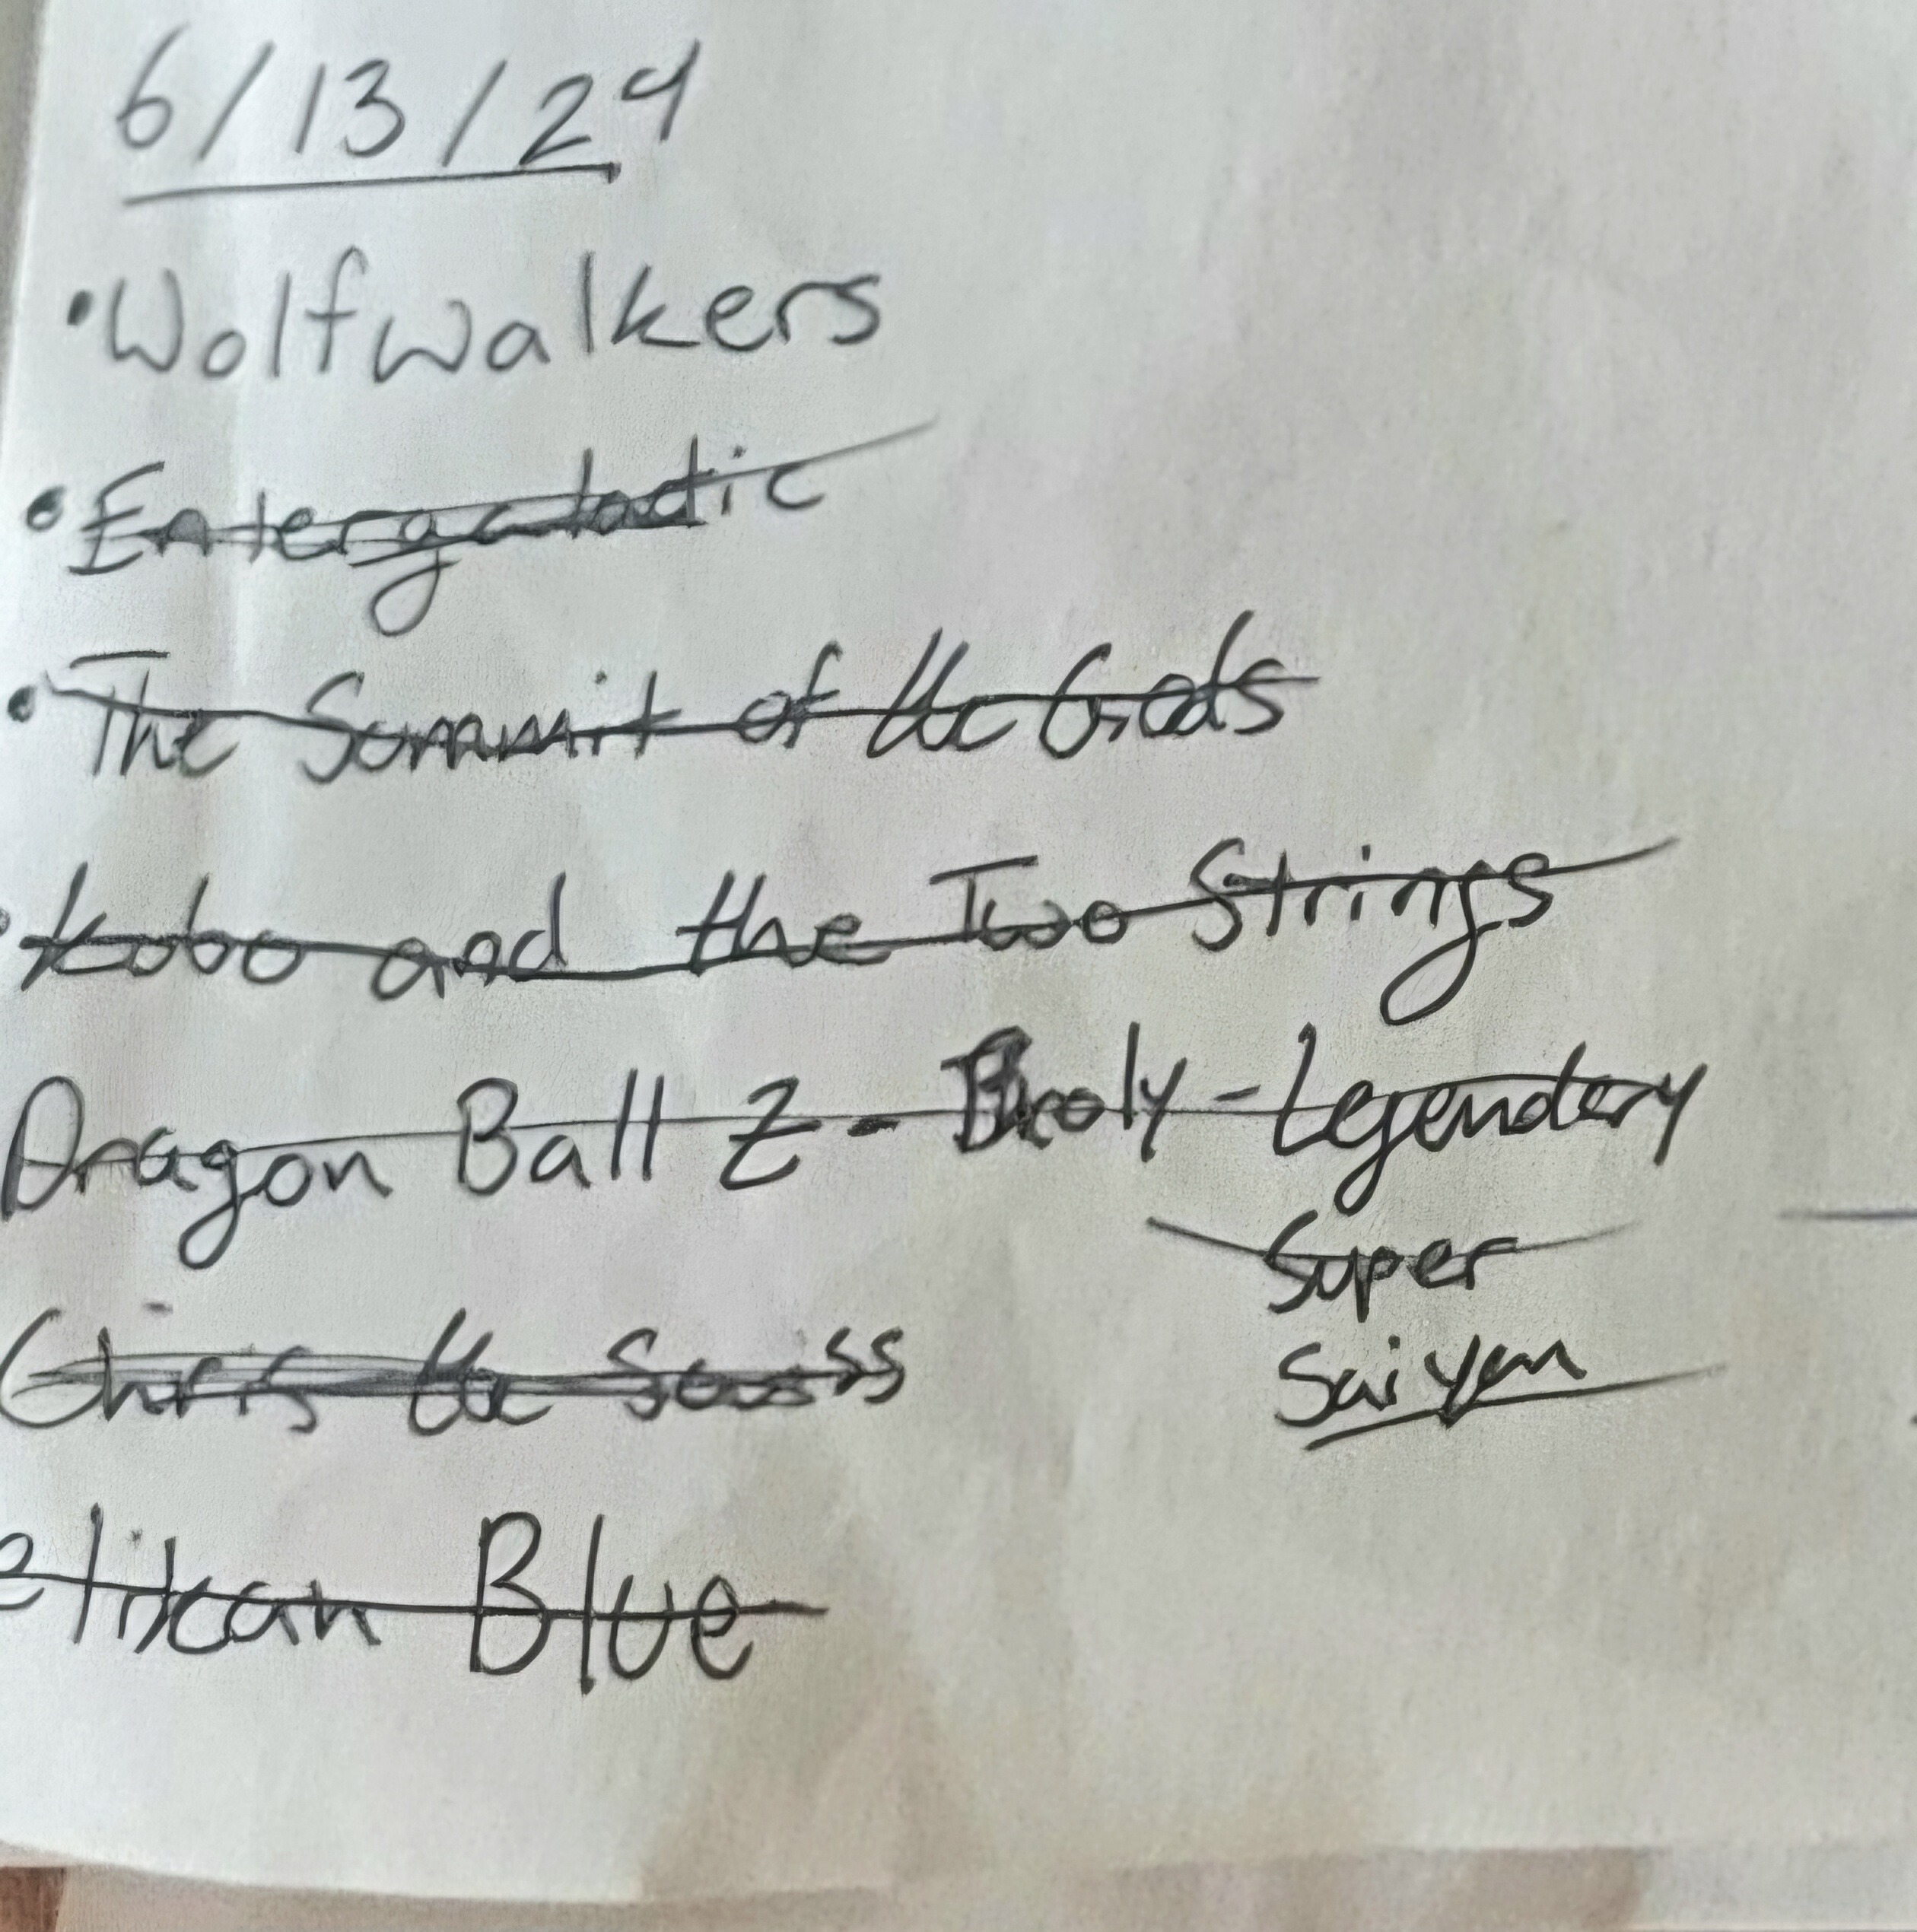 6/13/24
• Wolfwalkers
• Entergalactic
• The Summit of the Gods
• Kubo and the Two Strings
Dragon Ball Z - Broly - Legendary
Super
Saiyan
Chris the Swiss
elikan Blue